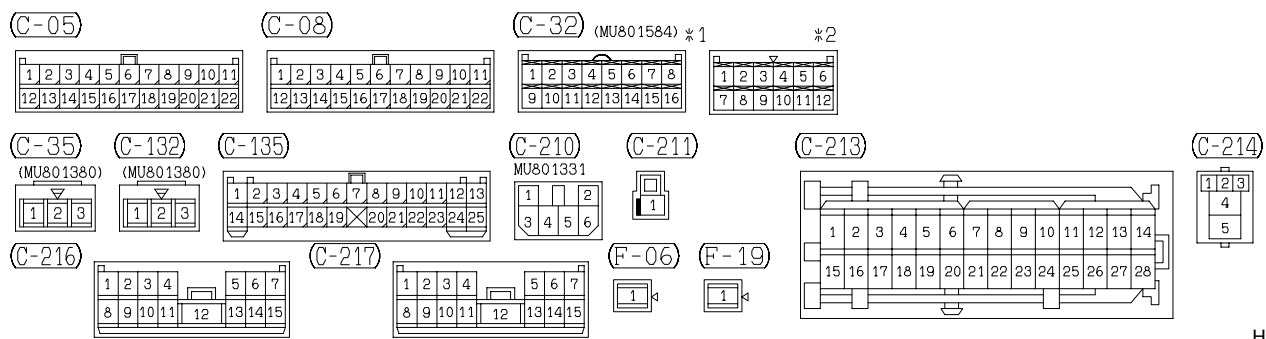 (C-05) (C-08) (C-32) (MU801584) *1 *2
1 2 3 4 5 6 7 8 9 10 11
12 13 14 15 16 17 18 19 20 21 22
1 2 3 4 5 6 7 8 9 10 11
12 13 14 15 16 17 18 19 20 21 22
1 2 3 4 5 6 7 8
9 10 11 12 13 14 15 16
1 2 3 4 5 6
7 8 9 10 11 12
(C-35) (C-132) (C-135) (C-210) (C-211) (C-213) (C-214)
(MU801380) (MU801380) MU801331
1 2 3
1 2 3
1 2 3 4 5 6 7 8 9 10 11 12 13
14 15 16 17 18 19 20 21 22 23 24 25
1 2
3 4 5 6
1
1 2 3 4 5 6 7 8 9 10 11 12 13 14
15 16 17 18 19 20 21 22 23 24 25 26 27 28
1 2 3
4
5
(C-216) (C-217) (F-06) (F-19)
1 2 3 4 5 6 7
8 9 10 11 12 13 14 15
1 2 3 4 5 6 7
8 9 10 11 12 13 14 15
1
1
H